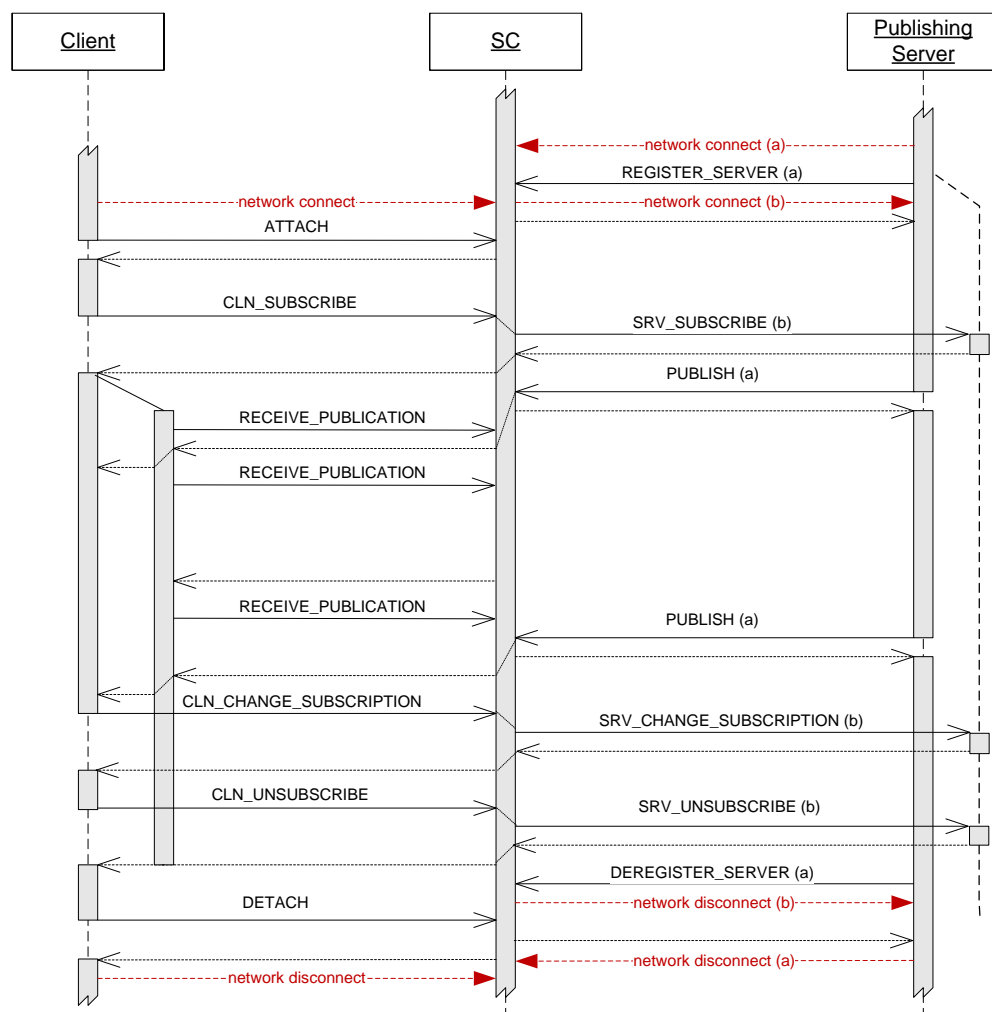 Client
SC
Publishing
Server
network connect (a)
REGISTER_SERVER (a)
network connect
network connect (b)
ATTACH
CLN_SUBSCRIBE
SRV_SUBSCRIBE (b)
PUBLISH (a)
RECEIVE_PUBLICATION
RECEIVE_PUBLICATION
RECEIVE_PUBLICATION
PUBLISH (a)
CLN_CHANGE_SUBSCRIPTION
SRV_CHANGE_SUBSCRIPTION (b)
CLN_UNSUBSCRIBE
SRV_UNSUBSCRIBE (b)
DEREGISTER_SERVER (a)
DETACH
network disconnect (b)
network disconnect (a)
network disconnect